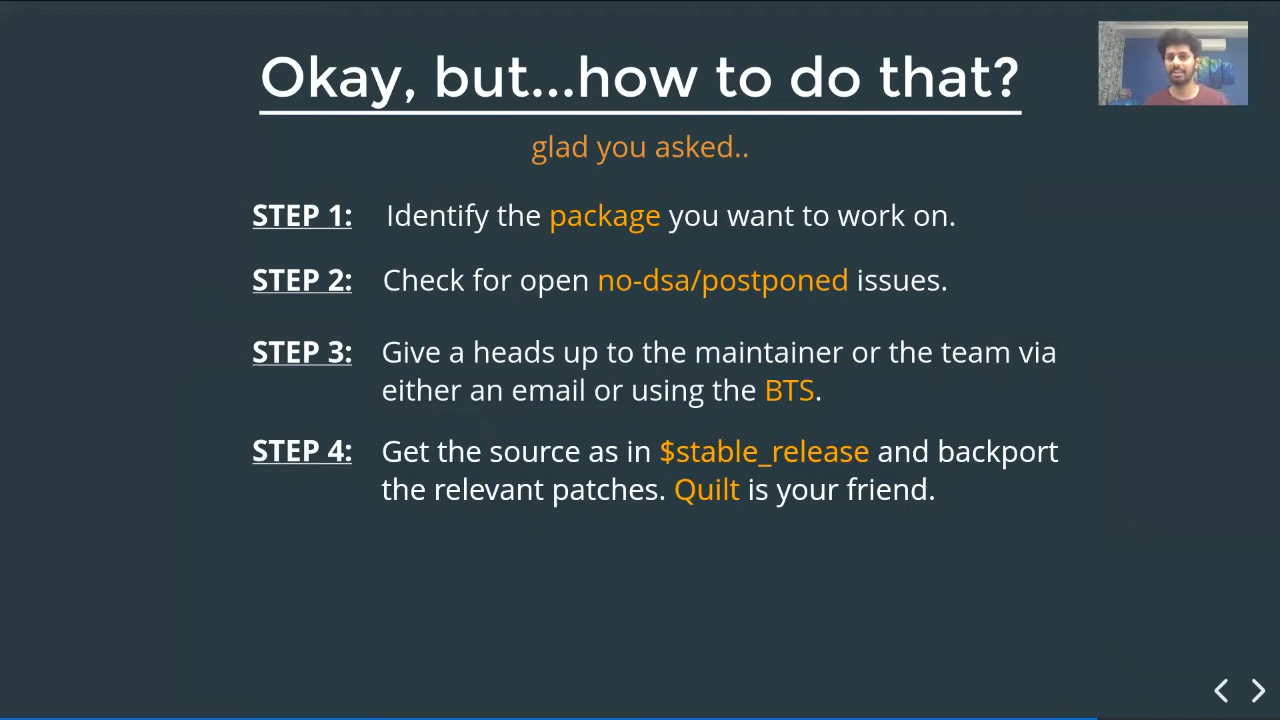 Okay, but...how to do that?
glad you asked..
STEP 1: Identify the package you want to work on.
STEP 2: Check for open no-dsa/postponed issues.
STEP 3: Give a heads up to the maintainer or the team via
either an email or using the BTS.
STEP 4: Get the source as in $stable_release and backport
the relevant patches. Quilt is your friend.